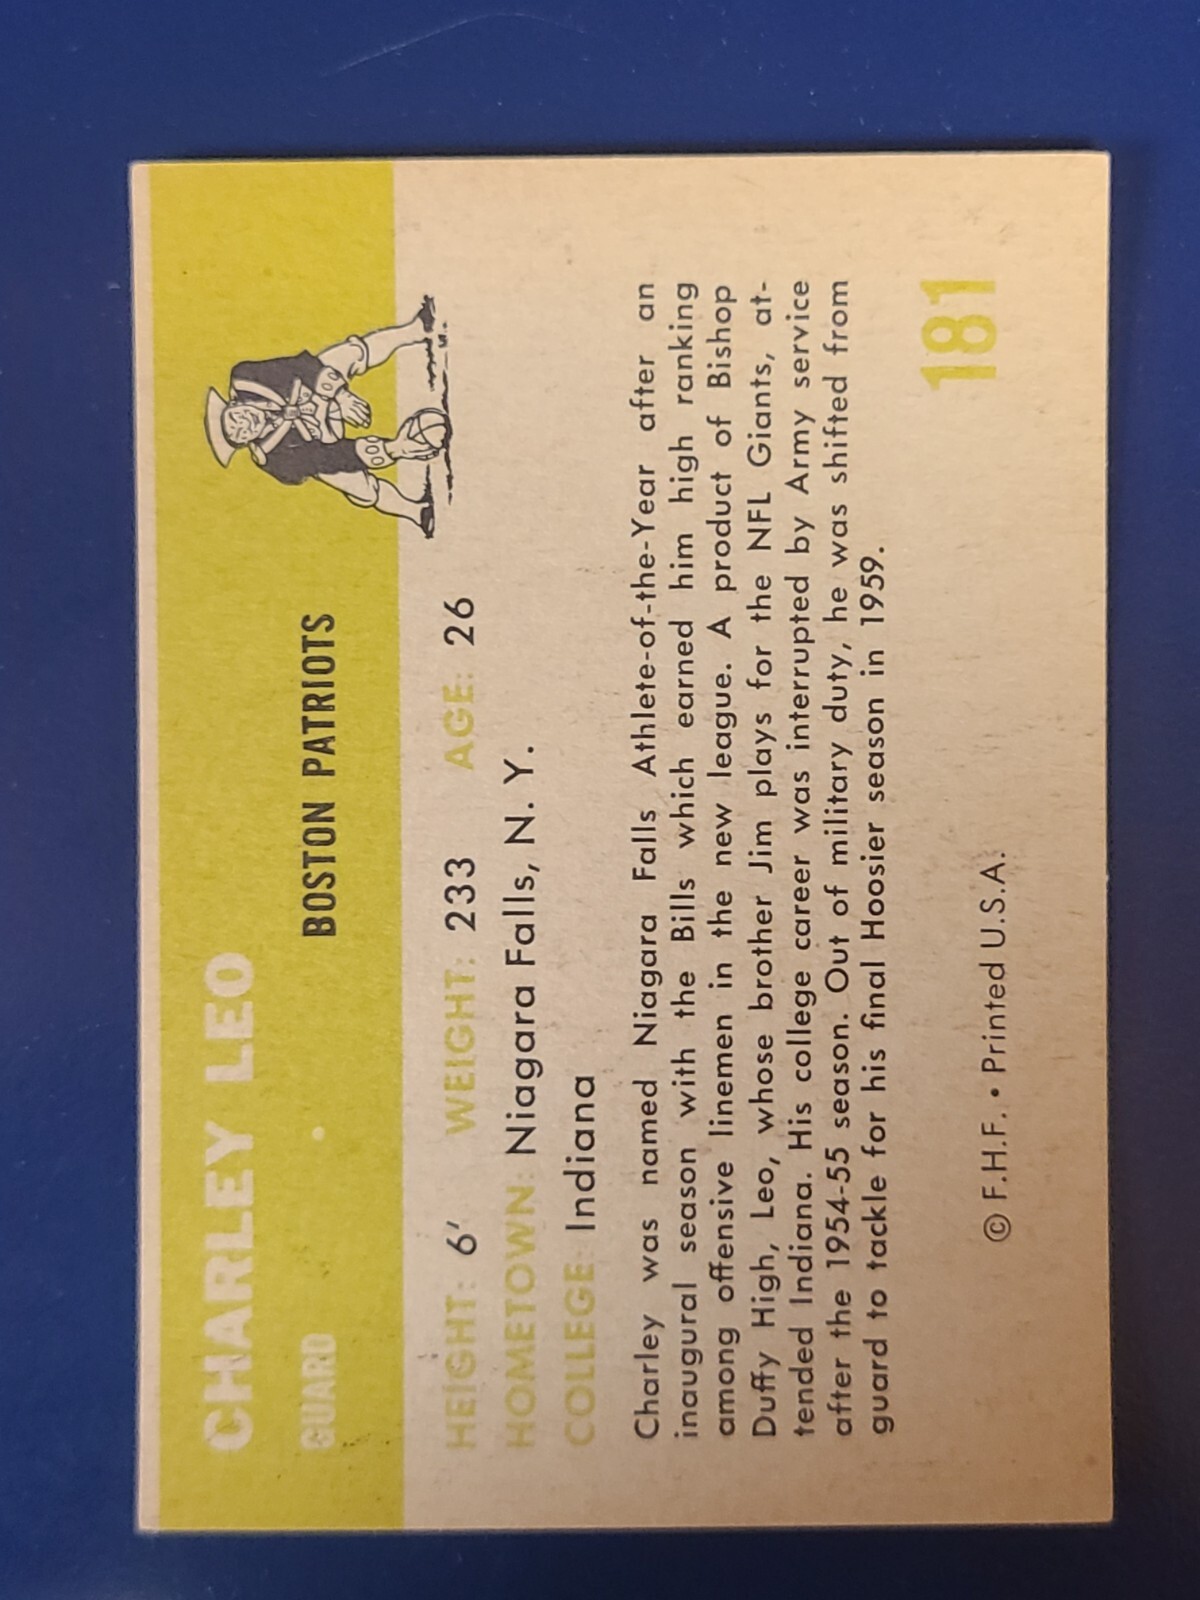 CHARLEY LEO
GUARD
BOSTON PATRIOTS
HEIGHT: 6' WEIGHT: 233 AGE: 26
HOMETOWN: Niagara Falls, N. Y.
COLLEGE: Indiana
Charley was named Niagara Falls Athlete-of-the-Year after an
inaugural season with the Bills which earned him high ranking
among offensive linemen in the new league. A product of Bishop
Duffy High, Leo, whose brother Jim plays for the NFL Giants, at-
tended Indiana. His college career was interrupted by Army service
after the 1954-55 season. Out of military duty, he was shifted from
guard to tackle for his final Hoosier season in 1959.
© F.H.F. • Printed U.S.A.
181